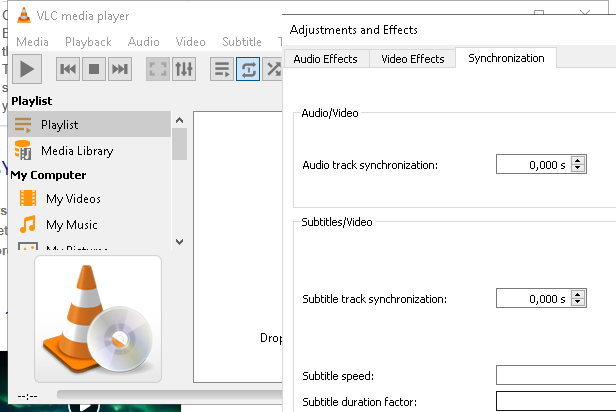 VLC media player
Media Playback Audio Video Subtitle
Playlist
Playlist
Media Library
My Computer
My Videos
My Music
My Pictures
Drop
--:--
Adjustments and Effects
Audio Effects Video Effects Synchronization
Audio/Video
Audio track synchronization: 0,000 s
Subtitles/Video
Subtitle track synchronization: 0,000 s
Subtitle speed:
Subtitle duration factor: